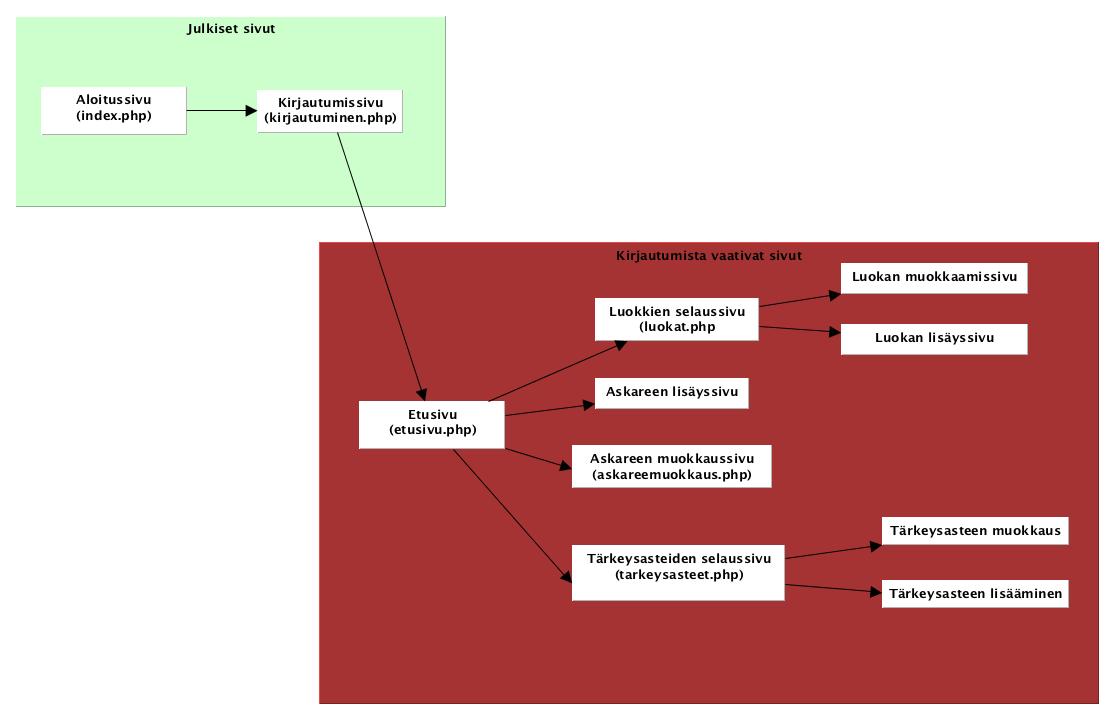 Julkiset sivut
Aloitussivu
(index.php)
Kirjautumissivu
(kirjautuminen.php)
Kirjautumista vaativat sivut
Luokan muokkaamissivu
Luokkien selaussivu
(luokat.php
Luokan lisäyssivu
Askareen lisäyssivu
Etusivu
(etusivu.php)
Askareen muokkaussivu
(askareemuokkaus.php)
Tärkeysasteen muokkaus
Tärkeysasteiden selaussivu
(tarkeysasteet.php)
Tärkeysasteen lisääminen